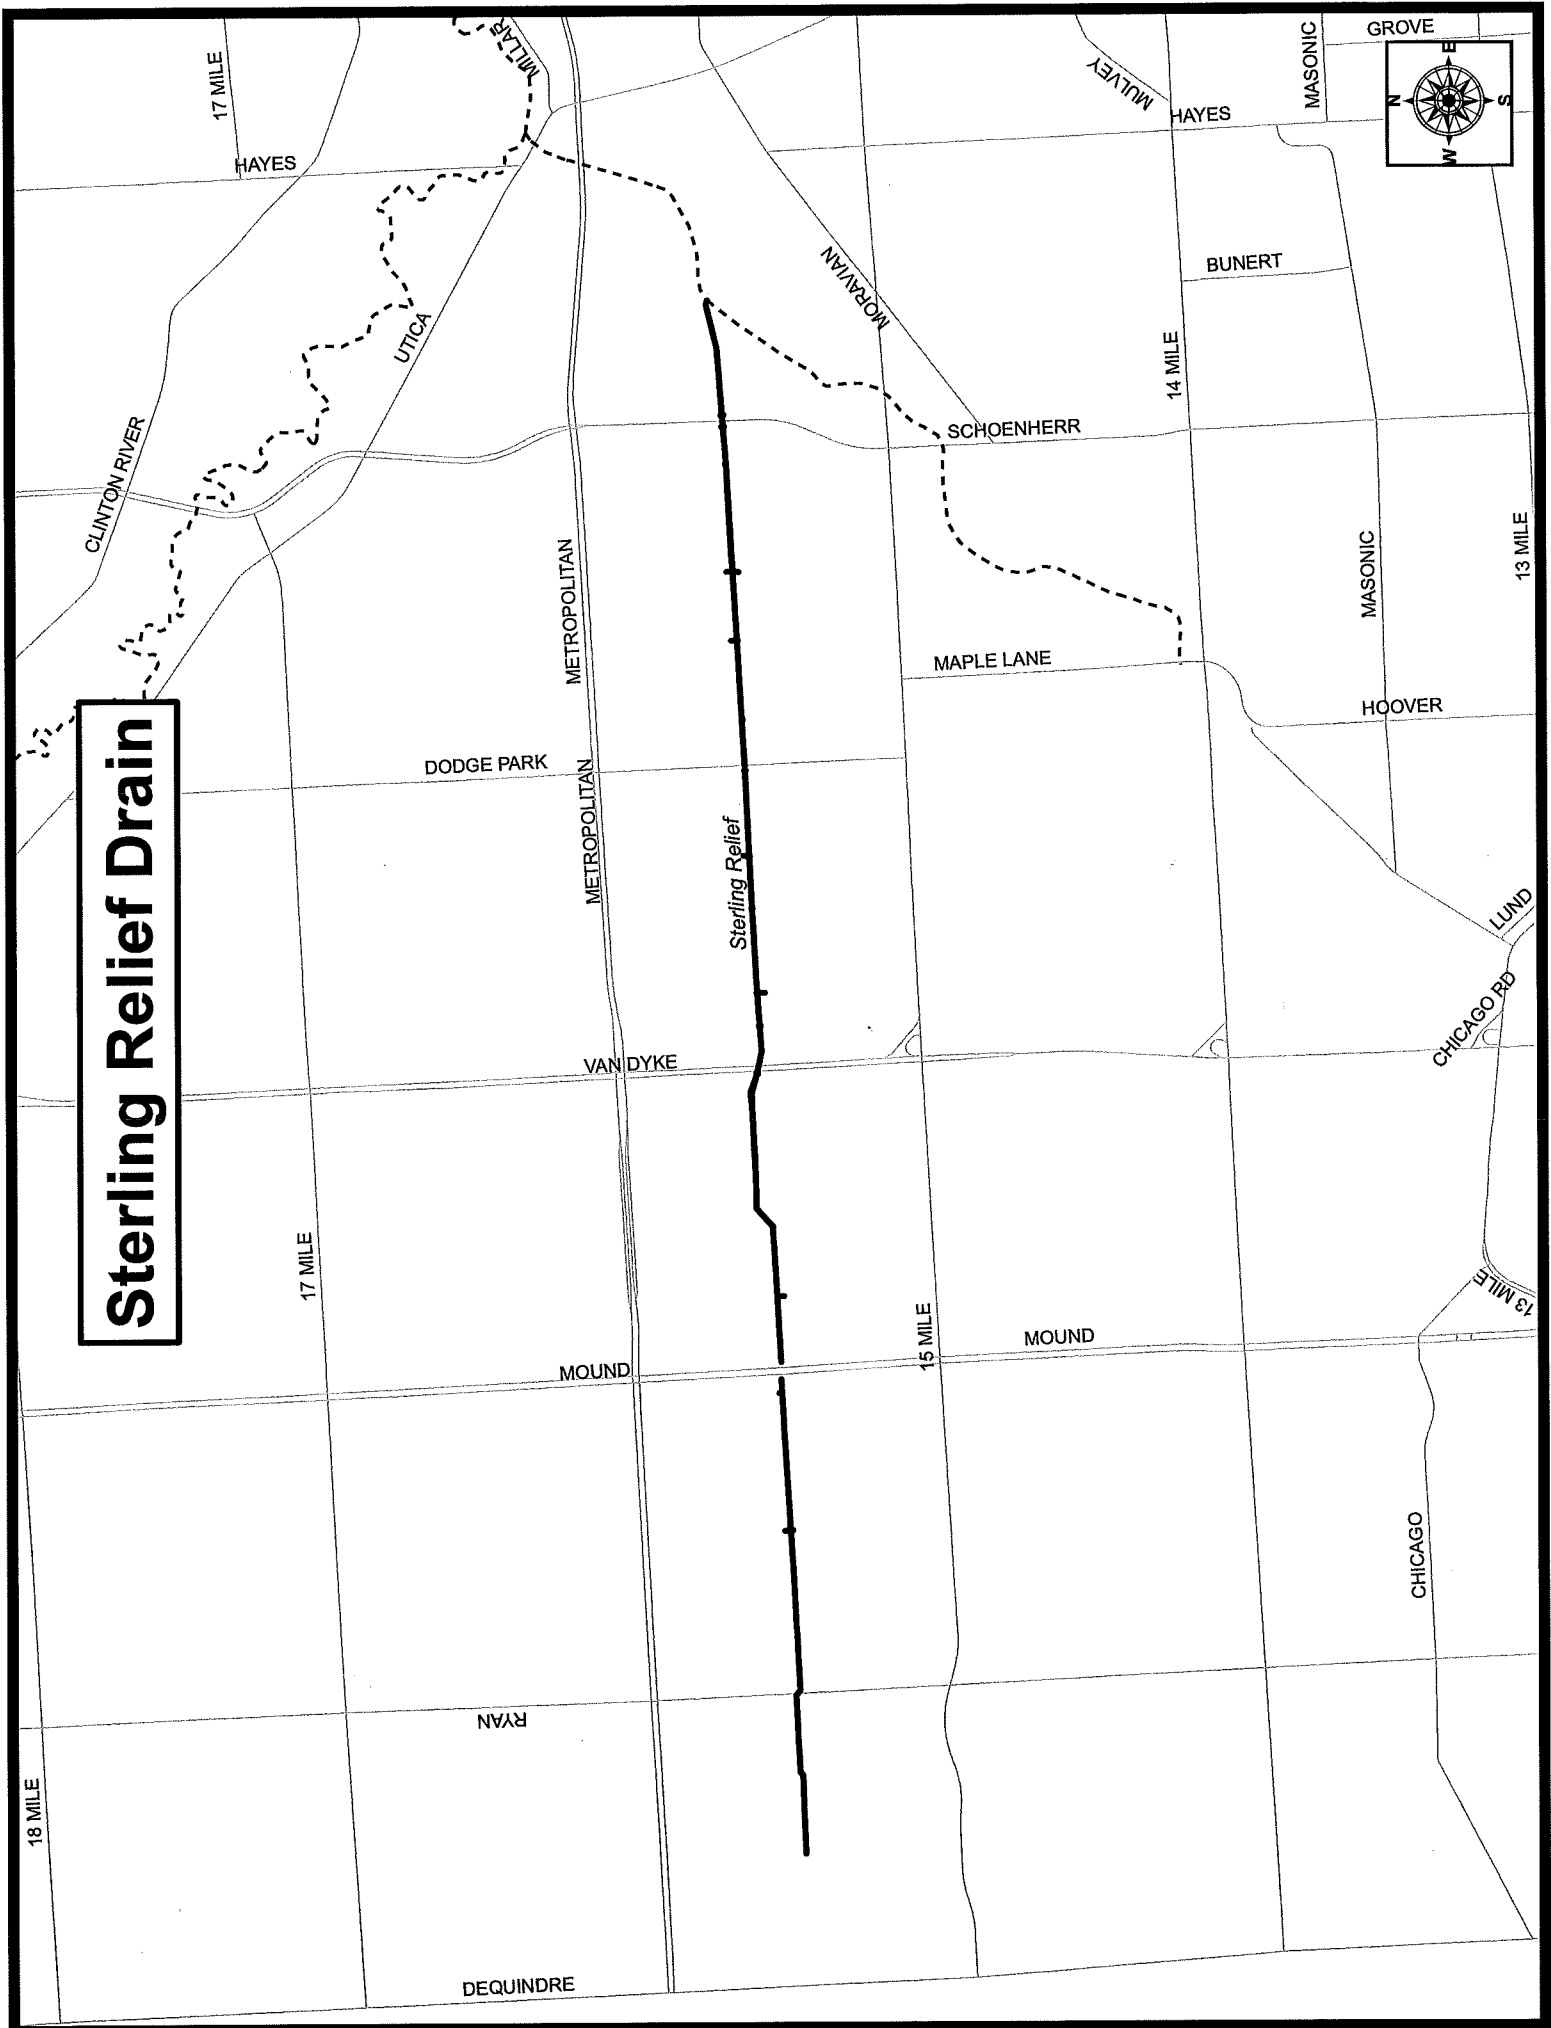 Sterling Relief Drain
18 MILE
17 MILE
17 MILE
CLINTON RIVER
HAYES
UTICA
MILLAR
METROPOLITAN
METROPOLITAN
DODGE PARK
VAN DYKE
MOUND
RYAN
DEQUINDRE
Sterling Relief
MORAVIAN
SCHOENHERR
MAPLE LANE
15 MILE
MOUND
MULVEY
HAYES
14 MILE
BUNERT
MASONIC
GROVE
MASONIC
HOOVER
13 MILE
LUND
CHICAGO RD
13 MILE
CHICAGO
N
E
S
W